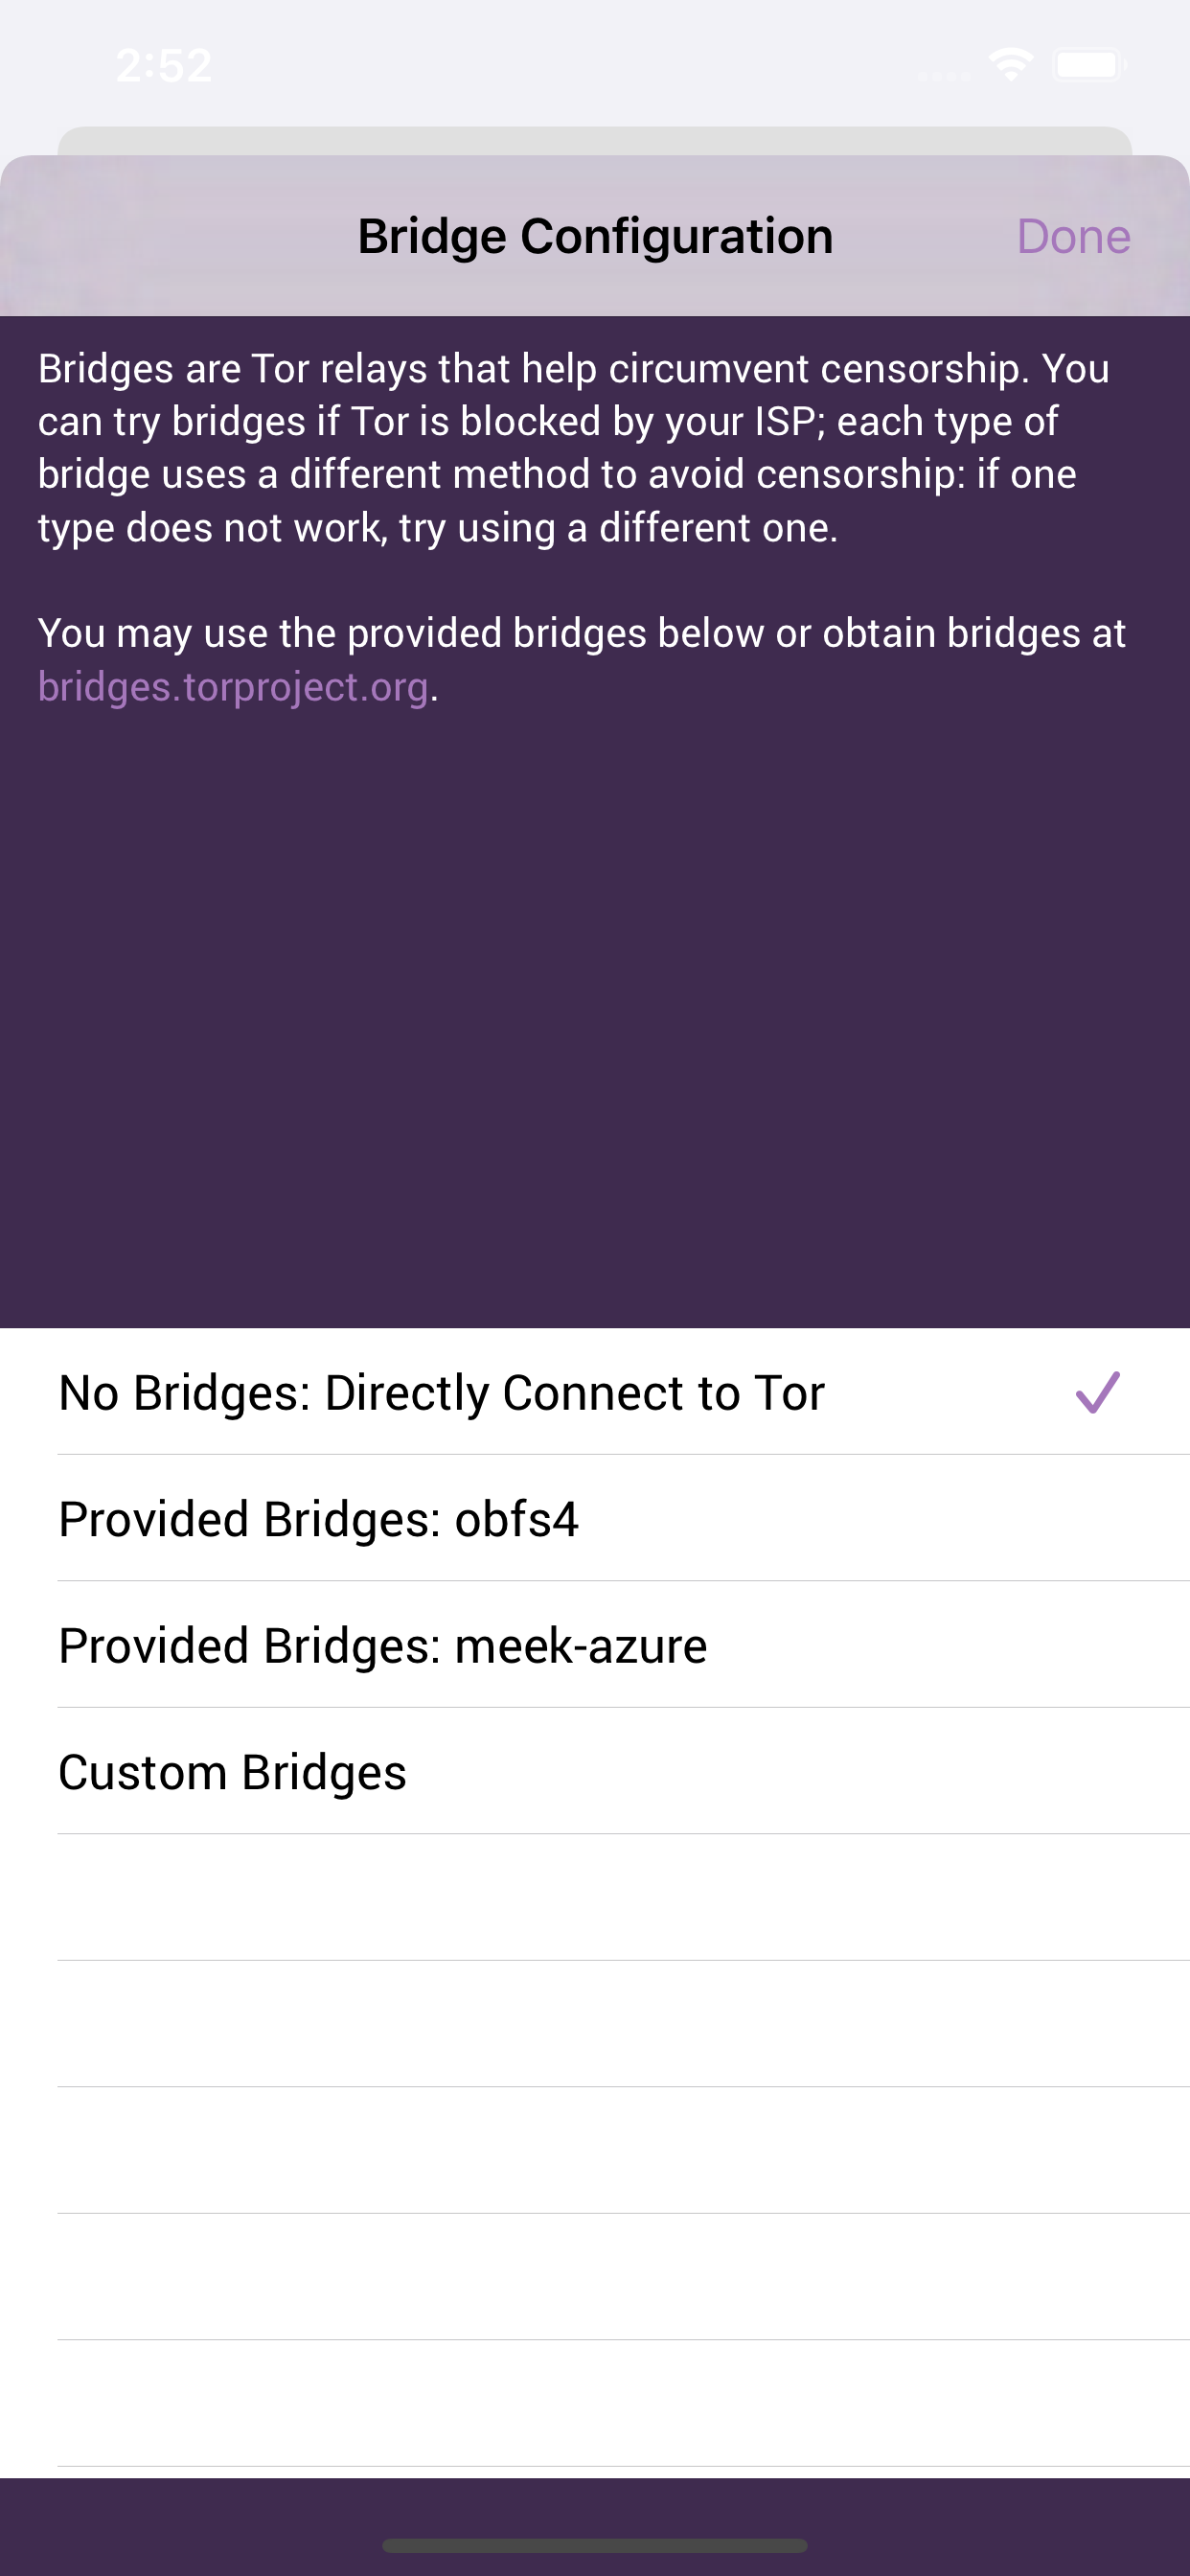 2:52
Bridge Configuration
Done
Bridges are Tor relays that help circumvent censorship. You
can try bridges if Tor is blocked by your ISP; each type of
bridge uses a different method to avoid censorship: if one
type does not work, try using a different one.
You may use the provided bridges below or obtain bridges at
bridges.torproject.org.
No Bridges: Directly Connect to Tor
Provided Bridges: obfs4
Provided Bridges: meek-azure
Custom Bridges